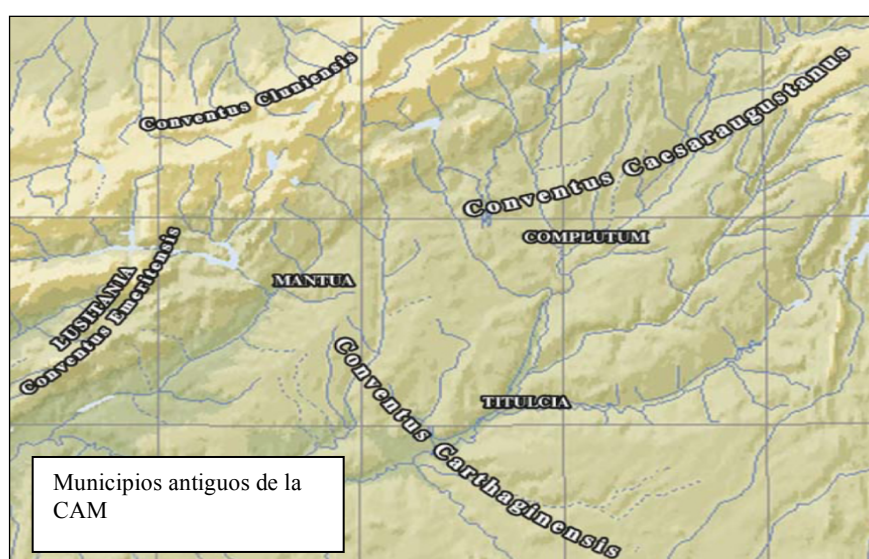 Conventus Cluniensis
Conventus Caesaraugustanus
COMPLUTUM
LUSITANIA
Conventus Emeritensis
MANTUA
Conventus Carthaginensis
TITULCIA
Municipios antiguos de la
CAM